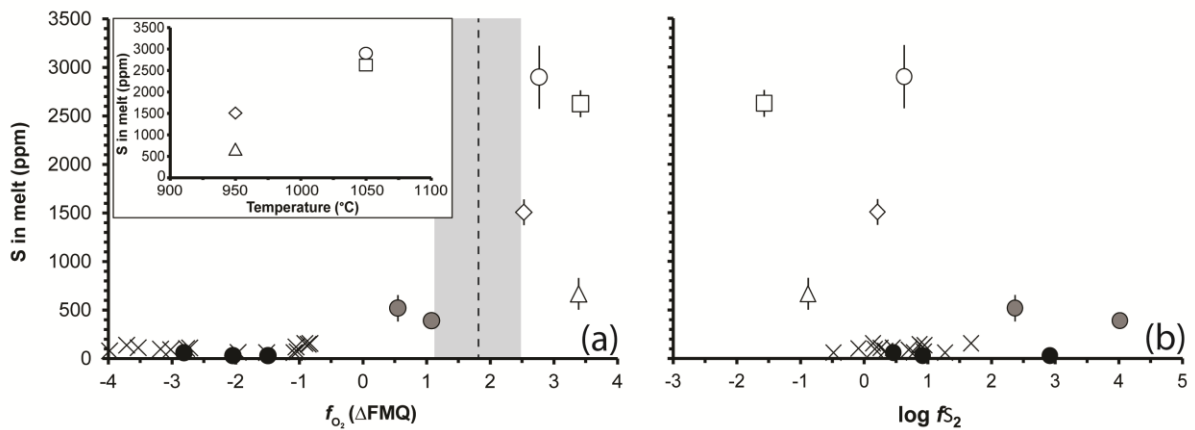 3500
3000
2500
2000
1500
1000
500
0
S in melt (ppm)
-4 -3 -2 -1 0 1 2 3 4
fO₂ (ΔFMQ)
(a)
3500
3000
2500
2000
1500
1000
500
0
S in melt (ppm)
900 950 1000 1050 1100
Temperature (°C)
-3 -2 -1 0 1 2 3 4 5
log fS₂
(b)